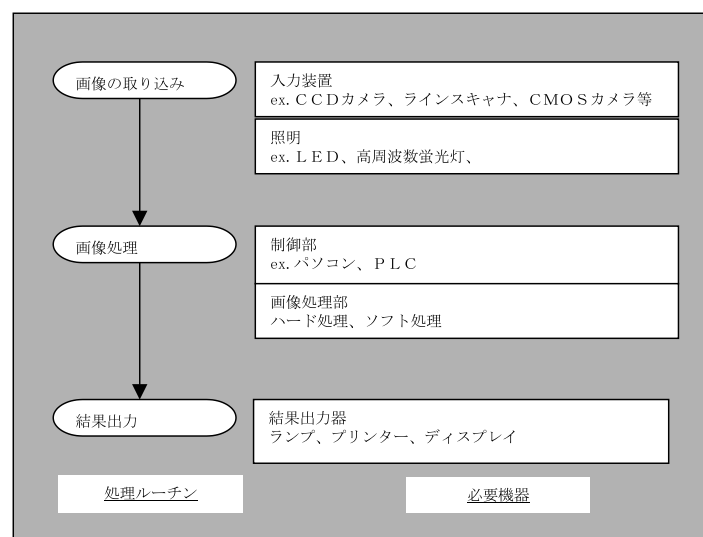 画像の取り込み
入力装置
ex.ＣＣＤカメラ、ラインスキャナ、ＣＭＯＳカメラ等
照明
ex.ＬＥＤ、高周波数蛍光灯、
画像処理
制御部
ex.パソコン、ＰＬＣ
画像処理部
ハード処理、ソフト処理
結果出力
結果出力器
ランプ、プリンター、ディスプレイ
処理ルーチン
必要機器